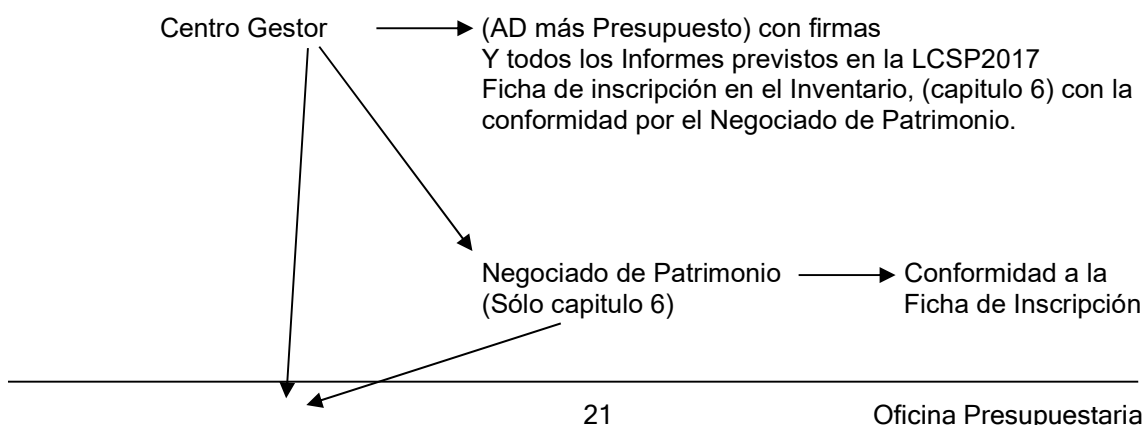 Centro Gestor
(AD más Presupuesto) con firmas
Y todos los Informes previstos en la LCSP2017
Ficha de inscripción en el Inventario, (capitulo 6) con la
conformidad por el Negociado de Patrimonio.
Negociado de Patrimonio
(Sólo capitulo 6)
Conformidad a la
Ficha de Inscripción
21
Oficina Presupuestaria